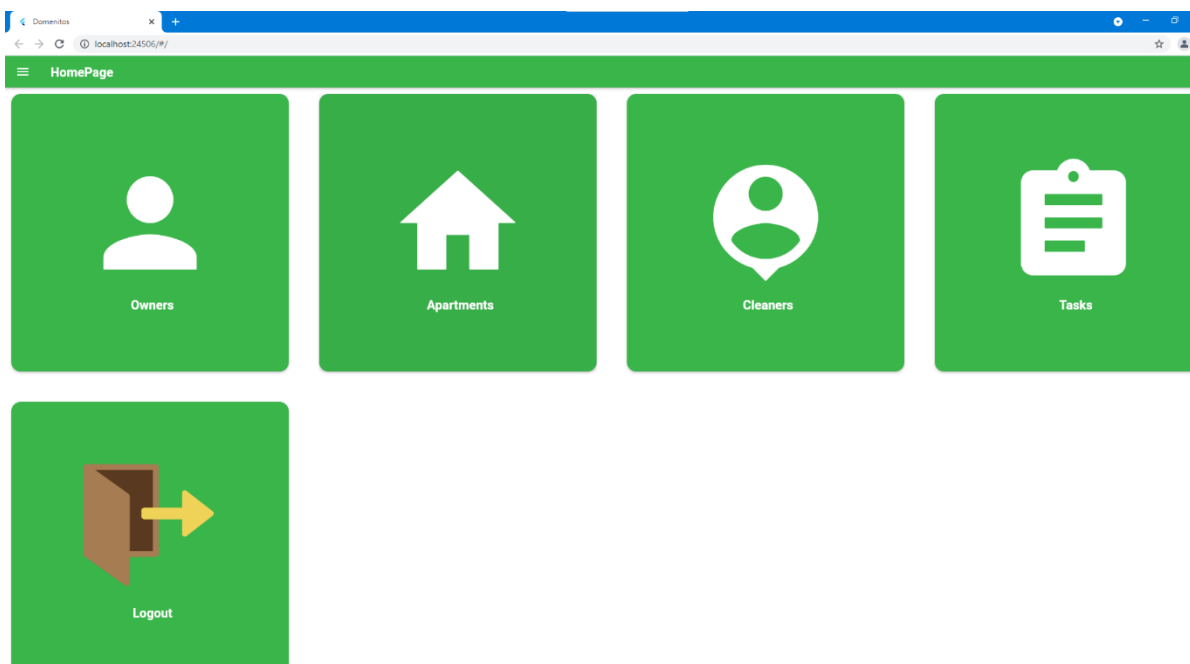 Domenitos
localhost:24506/#/
HomePage
Owners
Apartments
Cleaners
Tasks
Logout